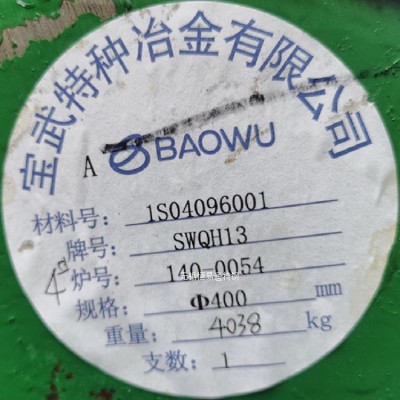 宝武特种冶金有限公司
A BAOWU
材料号: 1S04096001
牌号: SWQH13
炉号: 140-0054
规格: Φ400 mm
重量: 4038 kg
支数: 1